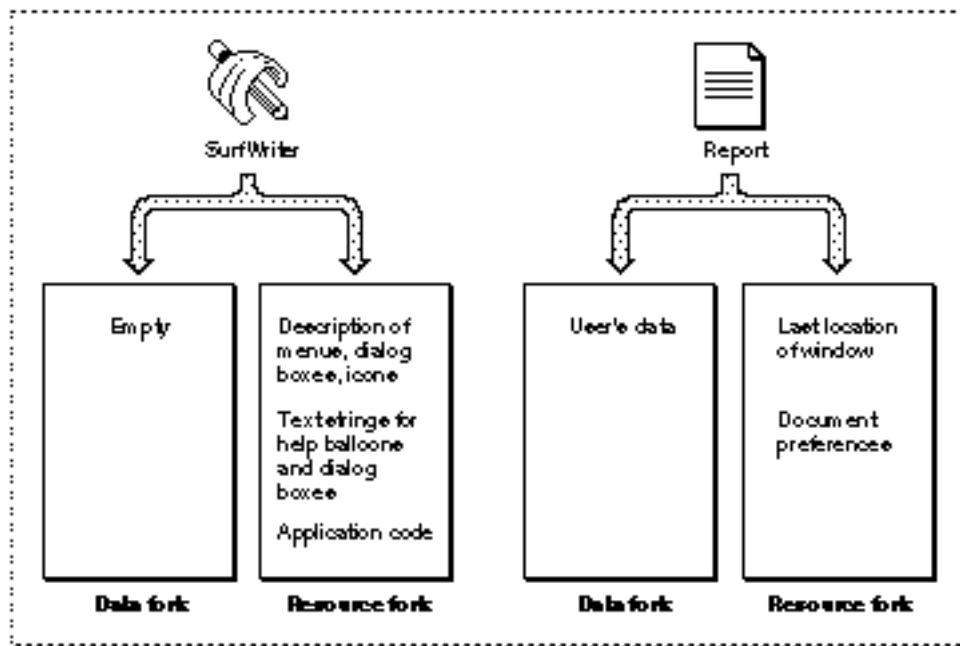 SurfWriter
Report
Empty
Description of
menus, dialog
boxes, icons
Text strings for
help balloons
and dialog
boxes
Application code
User's data
Last location
of window
Document
preferences
Data fork
Resource fork
Data fork
Resource fork